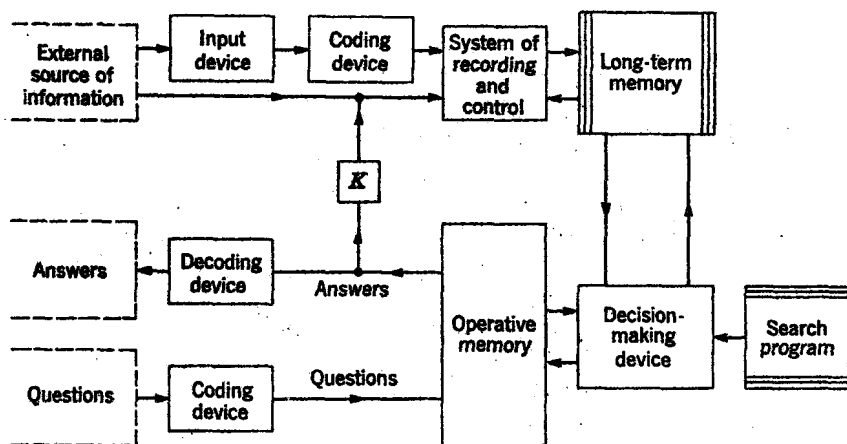 External
source of
information
Input
device
Coding
device
System of
recording
and
control
Long-term
memory
K
Answers
Decoding
device
Answers
Operative
memory
Decision-
making
device
Search
program
Questions
Coding
device
Questions